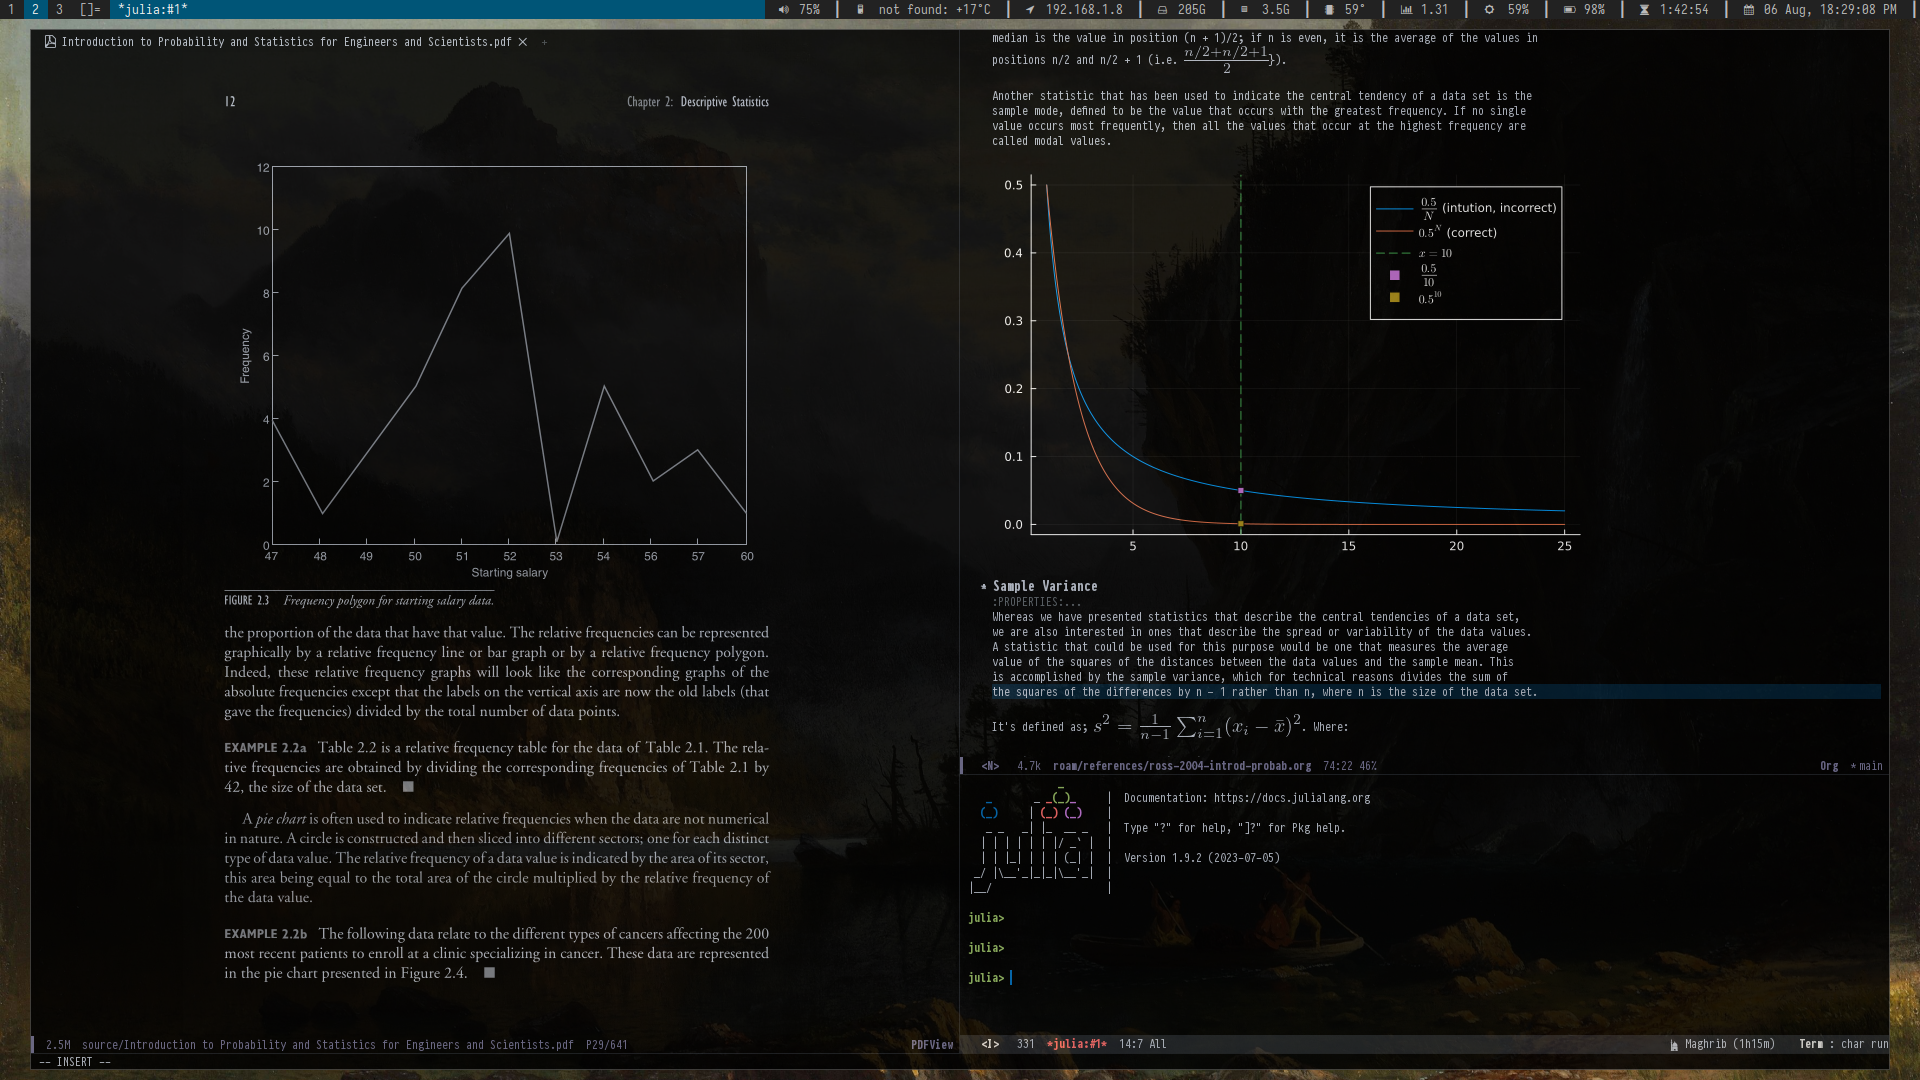 1 2 3 []= *julia:#1* 75% | not found: +17°C | 192.168.1.8 | 205G | 3.5G | 59° | 1.31 | 59% | 98% | 1:42:54 | 06 Aug, 18:29:08 PM |
Introduction to Probability and Statistics for Engineers and Scientists.pdf × +
12 Chapter 2: Descriptive Statistics
12
10
8
6
4
2
0
Frequency
47 48 49 50 51 52 53 54 56 57 60
Starting salary
FIGURE 2.3 Frequency polygon for starting salary data.
the proportion of the data that have that value. The relative frequencies can be represented
graphically by a relative frequency line or bar graph or by a relative frequency polygon.
Indeed, these relative frequency graphs will look like the corresponding graphs of the
absolute frequencies except that the labels on the vertical axis are now the old labels (that
gave the frequencies) divided by the total number of data points.
EXAMPLE 2.2a Table 2.2 is a relative frequency table for the data of Table 2.1. The rela-
tive frequencies are obtained by dividing the corresponding frequencies of Table 2.1 by
42, the size of the data set. ■
A pie chart is often used to indicate relative frequencies when the data are not numerical
in nature. A circle is constructed and then sliced into different sectors; one for each distinct
type of data value. The relative frequency of a data value is indicated by the area of its sector,
this area being equal to the total area of the circle multiplied by the relative frequency of
the data value.
EXAMPLE 2.2b The following data relate to the different types of cancers affecting the 200
most recent patients to enroll at a clinic specializing in cancer. These data are represented
in the pie chart presented in Figure 2.4. ■
2.5M source/Introduction to Probability and Statistics for Engineers and Scientists.pdf P29/641 PDFView
-- INSERT --
median is the value in position (n + 1)/2; if n is even, it is the average of the values in
positions n/2 and n/2 + 1 (i.e. \frac{n/2+n/2+1}{2}}).
Another statistic that has been used to indicate the central tendency of a data set is the
sample mode, defined to be the value that occurs with the greatest frequency. If no single
value occurs most frequently, then all the values that occur at the highest frequency are
called modal values.
0.5
0.4
0.3
0.2
0.1
0.0
5 10 15 20 25
\frac{0.5}{N} (intution, incorrect)
0.5^N (correct)
x = 10
\frac{0.5}{10}
0.5^{10}
* Sample Variance
:PROPERTIES:...
Whereas we have presented statistics that describe the central tendencies of a data set,
we are also interested in ones that describe the spread or variability of the data values.
A statistic that could be used for this purpose would be one that measures the average
value of the squares of the distances between the data values and the sample mean. This
is accomplished by the sample variance, which for technical reasons divides the sum of
the squares of the differences by n - 1 rather than n, where n is the size of the data set.
It's defined as; s^2 = \frac{1}{n-1} \sum_{i=1}^{n} (x_i - \bar{x})^2. Where:
<N> 4.7k roam/references/ross-2004-introd-probab.org 74:22 46% Org *main
Documentation: https://docs.julialang.org
Type "?" for help, "]?" for Pkg help.
Version 1.9.2 (2023-07-05)
julia>
julia>
julia>
<I> 331 *julia:#1* 14:7 All Maghrib (1h15m) Term : char run